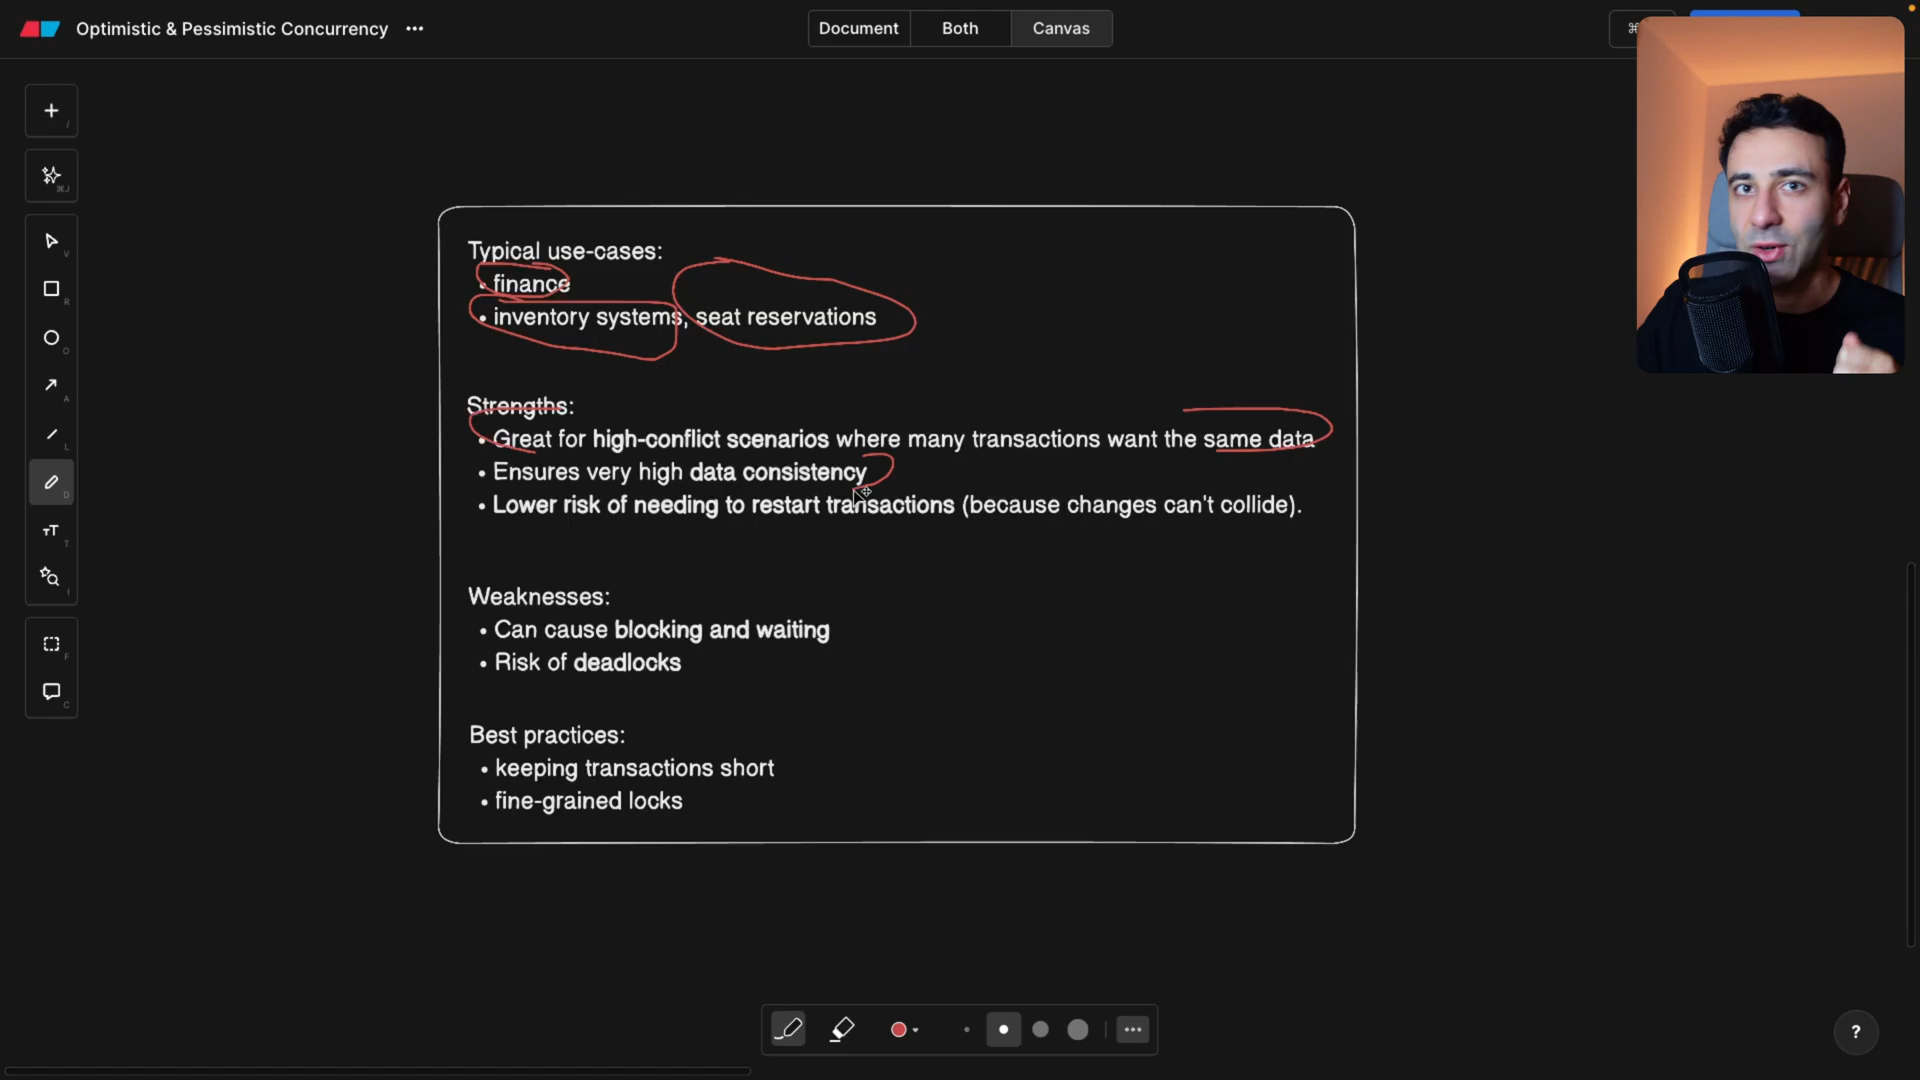 Optimistic & Pessimistic Concurrency ...
Document
Both
Canvas
⌘
/
⌘J
V
R
O
A
L
D
T
I
F
C
Typical use-cases:
• finance
• inventory systems, seat reservations
Strengths:
• Great for high-conflict scenarios where many transactions want the same data
• Ensures very high data consistency
• Lower risk of needing to restart transactions (because changes can't collide).
Weaknesses:
• Can cause blocking and waiting
• Risk of deadlocks
Best practices:
• keeping transactions short
• fine-grained locks
?